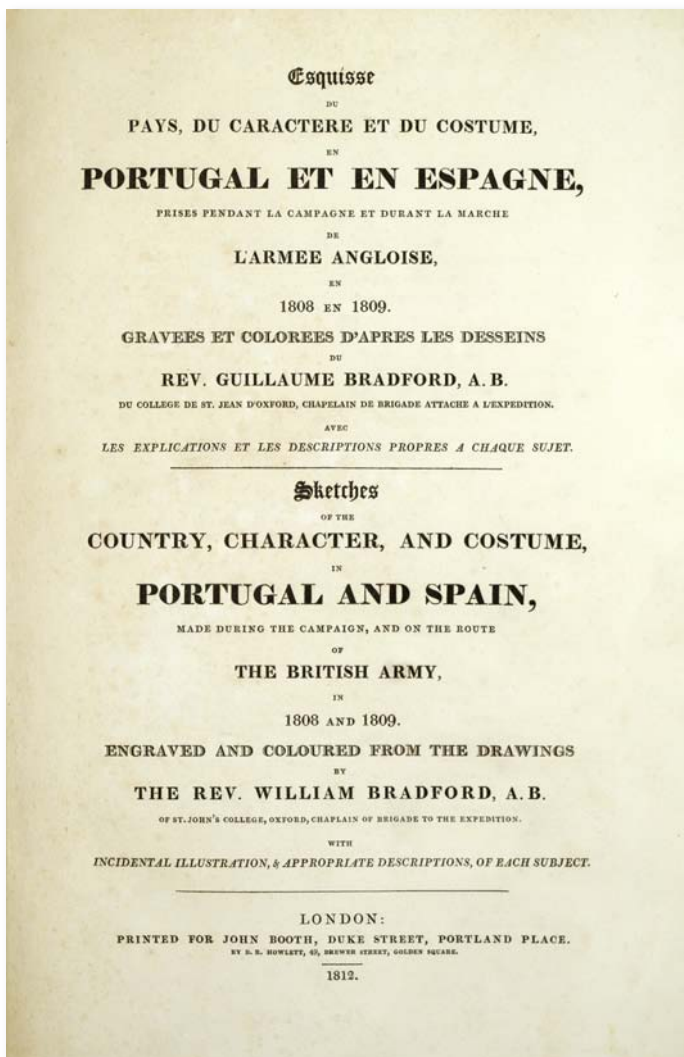 Esquisse
DU
PAYS, DU CARACTERE ET DU COSTUME,
EN
PORTUGAL ET EN ESPAGNE,
PRISES PENDANT LA CAMPAGNE ET DURANT LA MARCHE
DE
L'ARMEE ANGLOISE,
EN
1808 EN 1809.
GRAVEES ET COLOREES D'APRES LES DESSEINS
DU
REV. GUILLAUME BRADFORD, A. B.
DU COLLEGE DE ST. JEAN D'OXFORD, CHAPELAIN DE BRIGADE ATTACHE A L'EXPEDITION.
AVEC
LES EXPLICATIONS ET LES DESCRIPTIONS PROPRES A CHAQUE SUJET.
Sketches
OF THE
COUNTRY, CHARACTER, AND COSTUME,
IN
PORTUGAL AND SPAIN,
MADE DURING THE CAMPAIGN, AND ON THE ROUTE
OF
THE BRITISH ARMY,
IN
1808 AND 1809.
ENGRAVED AND COLOURED FROM THE DRAWINGS
BY
THE REV. WILLIAM BRADFORD, A. B.
OF ST. JOHN'S COLLEGE, OXFORD, CHAPLAIN OF BRIGADE TO THE EXPEDITION.
WITH
INCIDENTAL ILLUSTRATION, & APPROPRIATE DESCRIPTIONS, OF EACH SUBJECT.
LONDON:
PRINTED FOR JOHN BOOTH, DUKE STREET, PORTLAND PLACE.
BY HOWLETT, BREWER STREET, GOLDEN SQUARE.
1812.